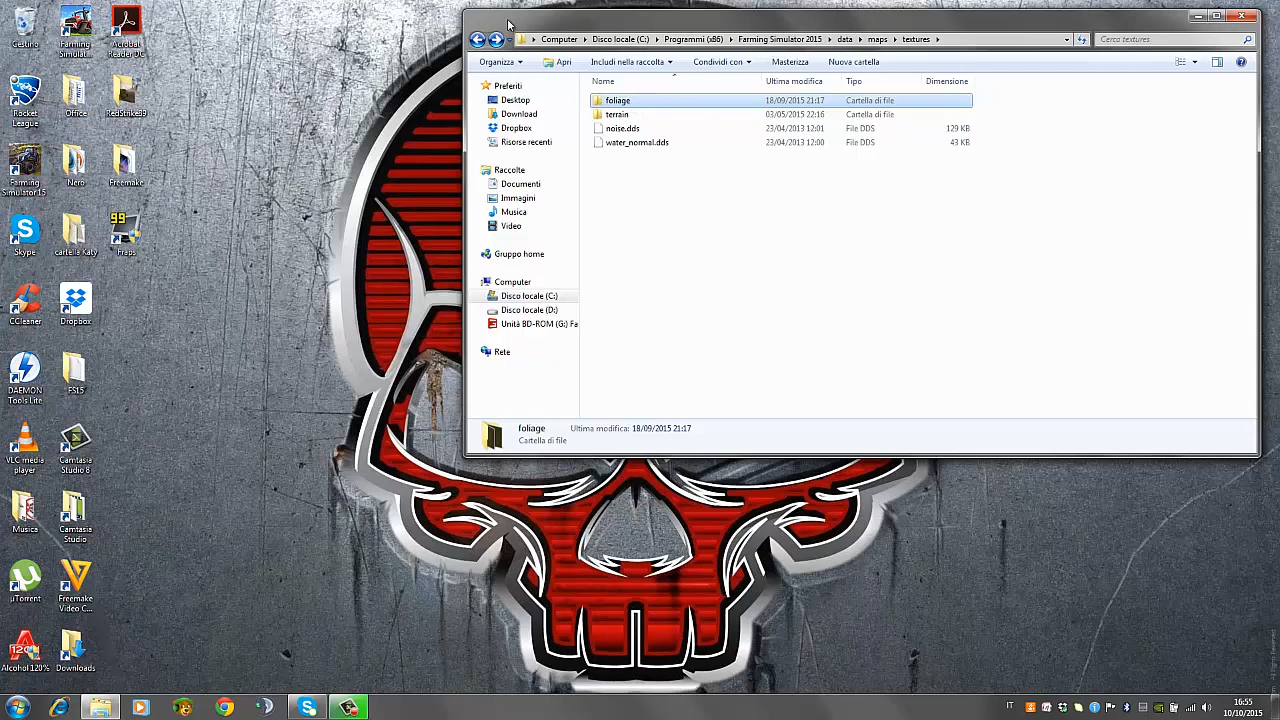 Cestino
Farming Simulat...
Acrobat Reader DC
Rocket League
Office
RedStrike19
Farming Simulator 15
Nero
Freemake
Skype
cartella Katy
99
Fraps
CCleaner
Dropbox
DAEMON Tools Lite
FS15
VLC media player
Camtasia Studio 8
Musica
Camtasia Studio
µTorrent
Freemake Video C...
Alcohol 120%
Downloads
Computer
Disco locale (C:)
Programmi (x86)
Farming Simulator 2015
data
maps
textures
Cerca textures
Organizza
Apri
Includi nella raccolta
Condividi con
Masterizza
Nuova cartella
Preferiti
Desktop
Download
Dropbox
Risorse recenti
Raccolte
Documenti
Immagini
Musica
Video
Gruppo home
Computer
Disco locale (C:)
Disco locale (D:)
Unità BD-ROM (G:) Fa
Rete
Nome Ultima modifica Tipo Dimensione
foliage 18/09/2015 21:17 Cartella di file
terrain 03/05/2015 22:16 Cartella di file
noise.dds 23/04/2013 12:01 File DDS 129 KB
water_normal.dds 23/04/2013 12:00 File DDS 43 KB
foliage Ultima modifica: 18/09/2015 21:17
Cartella di file
IT
16:55
10/10/2015